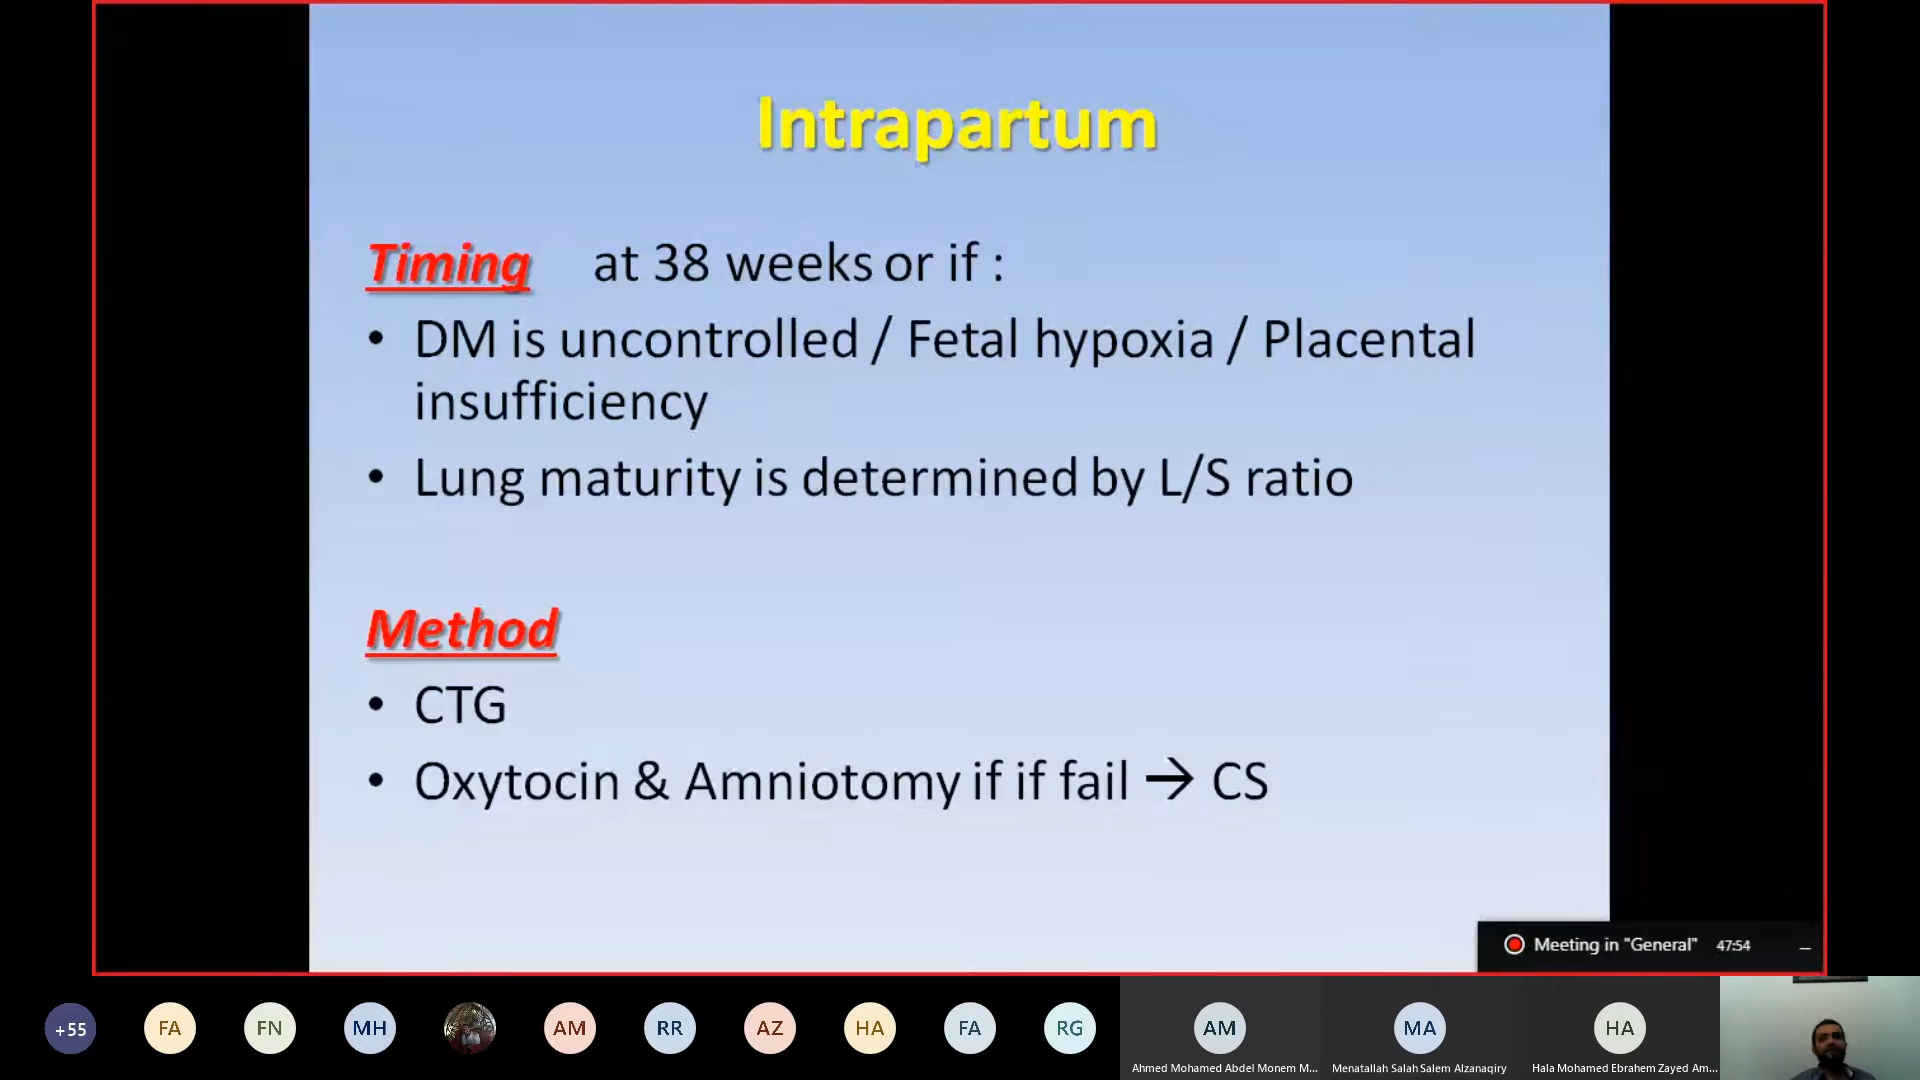 Intrapartum
Timing at 38 weeks or if :
• DM is uncontrolled / Fetal hypoxia / Placental
insufficiency
• Lung maturity is determined by L/S ratio
Method
• CTG
• Oxytocin & Amniotomy if if fail → CS
Meeting in "General" 47:54
+55 FA FN MH AM RR AZ HA FA RG AM MA HA
Ahmed Mohamed Abdel Monem M... Menatallah Salah Salem Alzanaqiry Hala Mohamed Ebrahem Zayed Am...